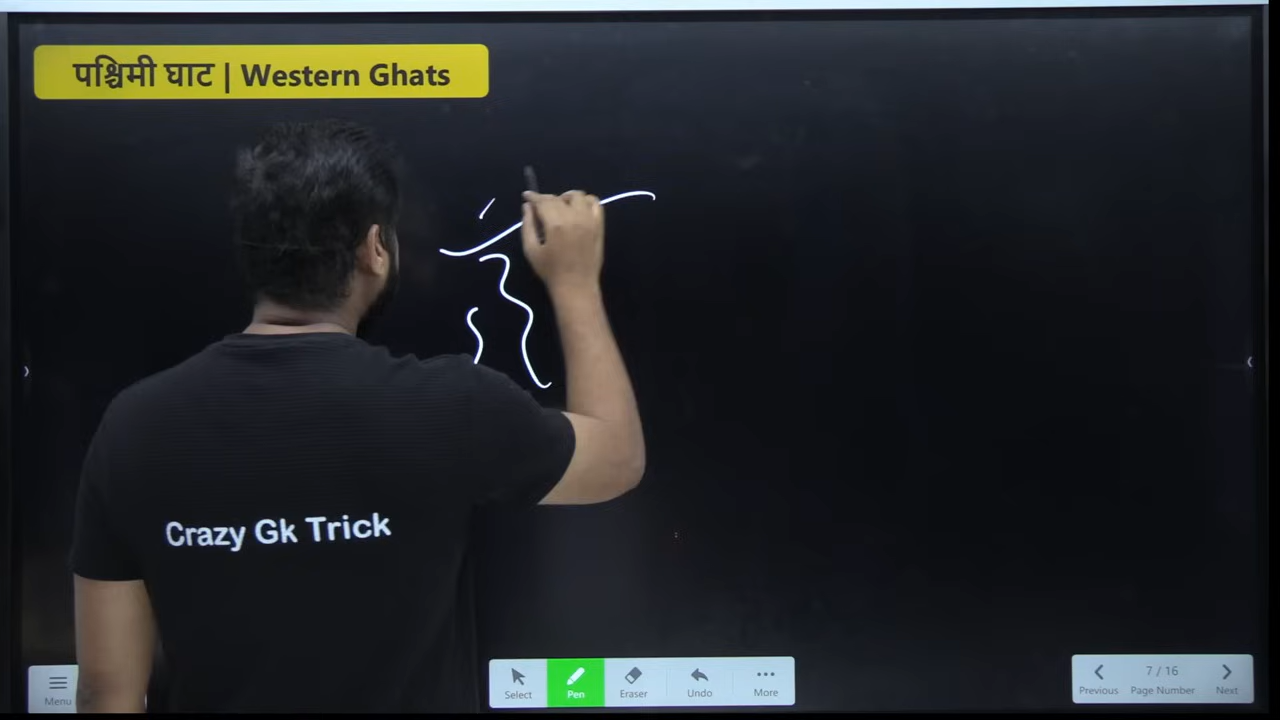 पश्चिमी घाट | Western Ghats
Crazy Gk Trick
Menu
Select
Pen
Eraser
Undo
More
Previous
7 / 16
Page Number
Next